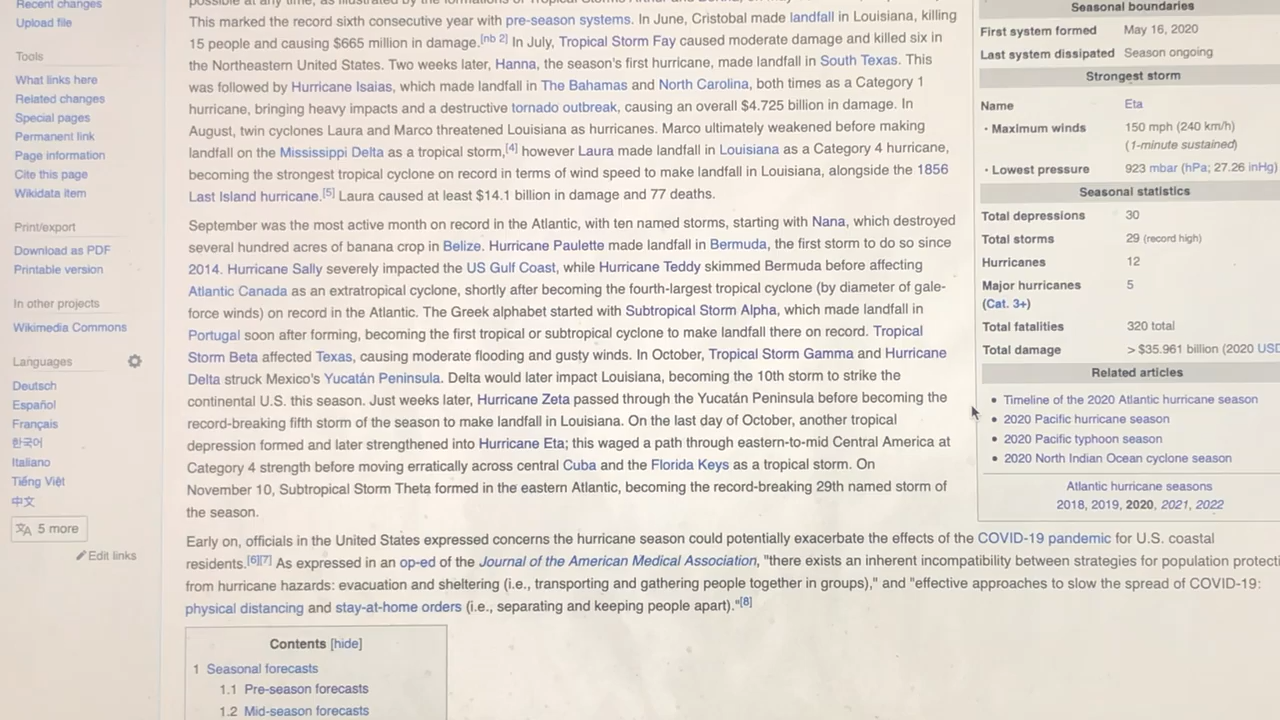 Recent changes
Upload file
Tools
What links here
Related changes
Special pages
Permanent link
Page information
Cite this page
Wikidata item
Print/export
Download as PDF
Printable version
In other projects
Wikimedia Commons
Languages
Deutsch
Español
Français
한국어
Italiano
Tiếng Việt
中文
5 more
Edit links
This marked the record sixth consecutive year with pre-season systems. In June, Cristobal made landfall in Louisiana, killing
15 people and causing $665 million in damage.[nb 2] In July, Tropical Storm Fay caused moderate damage and killed six in
the Northeastern United States. Two weeks later, Hanna, the season's first hurricane, made landfall in South Texas. This
was followed by Hurricane Isaias, which made landfall in The Bahamas and North Carolina, both times as a Category 1
hurricane, bringing heavy impacts and a destructive tornado outbreak, causing an overall $4.725 billion in damage. In
August, twin cyclones Laura and Marco threatened Louisiana as hurricanes. Marco ultimately weakened before making
landfall on the Mississippi Delta as a tropical storm,[4] however Laura made landfall in Louisiana as a Category 4 hurricane,
becoming the strongest tropical cyclone on record in terms of wind speed to make landfall in Louisiana, alongside the 1856
Last Island hurricane.[5] Laura caused at least $14.1 billion in damage and 77 deaths.
September was the most active month on record in the Atlantic, with ten named storms, starting with Nana, which destroyed
several hundred acres of banana crop in Belize. Hurricane Paulette made landfall in Bermuda, the first storm to do so since
2014. Hurricane Sally severely impacted the US Gulf Coast, while Hurricane Teddy skimmed Bermuda before affecting
Atlantic Canada as an extratropical cyclone, shortly after becoming the fourth-largest tropical cyclone (by diameter of gale-
force winds) on record in the Atlantic. The Greek alphabet started with Subtropical Storm Alpha, which made landfall in
Portugal soon after forming, becoming the first tropical or subtropical cyclone to make landfall there on record. Tropical
Storm Beta affected Texas, causing moderate flooding and gusty winds. In October, Tropical Storm Gamma and Hurricane
Delta struck Mexico's Yucatán Peninsula. Delta would later impact Louisiana, becoming the 10th storm to strike the
continental U.S. this season. Just weeks later, Hurricane Zeta passed through the Yucatán Peninsula before becoming the
record-breaking fifth storm of the season to make landfall in Louisiana. On the last day of October, another tropical
depression formed and later strengthened into Hurricane Eta; this waged a path through eastern-to-mid Central America at
Category 4 strength before moving erratically across central Cuba and the Florida Keys as a tropical storm. On
November 10, Subtropical Storm Theta formed in the eastern Atlantic, becoming the record-breaking 29th named storm of
the season.
Early on, officials in the United States expressed concerns the hurricane season could potentially exacerbate the effects of the COVID-19 pandemic for U.S. coastal
residents.[6][7] As expressed in an op-ed of the Journal of the American Medical Association, "there exists an inherent incompatibility between strategies for population protecti
from hurricane hazards: evacuation and sheltering (i.e., transporting and gathering people together in groups)," and "effective approaches to slow the spread of COVID-19:
physical distancing and stay-at-home orders (i.e., separating and keeping people apart)."[8]
Contents [hide]
1 Seasonal forecasts
1.1 Pre-season forecasts
1.2 Mid-season forecasts
Seasonal boundaries
First system formed May 16, 2020
Last system dissipated Season ongoing
Strongest storm
Name Eta
• Maximum winds 150 mph (240 km/h)
(1-minute sustained)
• Lowest pressure 923 mbar (hPa; 27.26 inHg)
Seasonal statistics
Total depressions 30
Total storms 29 (record high)
Hurricanes 12
Major hurricanes 5
(Cat. 3+)
Total fatalities 320 total
Total damage > $35.961 billion (2020 USD
Related articles
• Timeline of the 2020 Atlantic hurricane season
• 2020 Pacific hurricane season
• 2020 Pacific typhoon season
• 2020 North Indian Ocean cyclone season
Atlantic hurricane seasons
2018, 2019, 2020, 2021, 2022